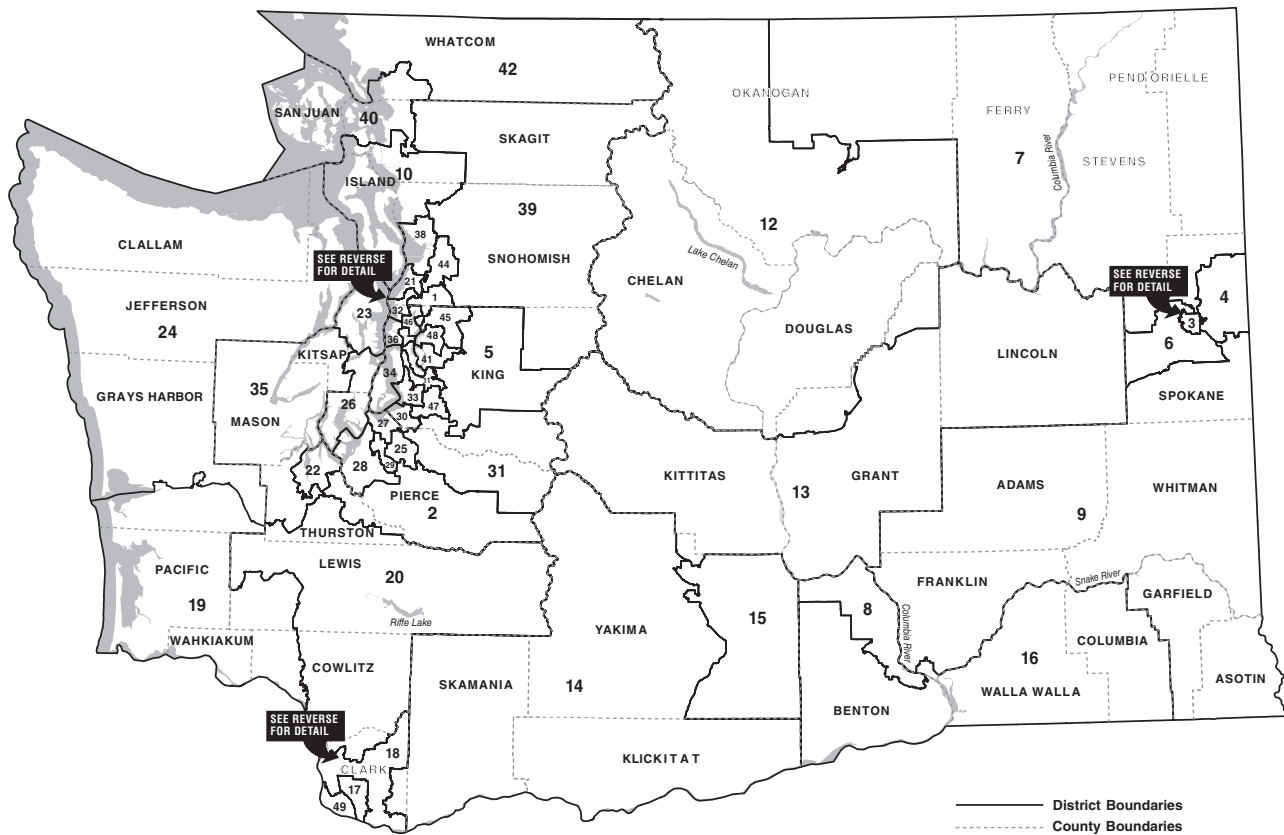 WHATCOM
42
SAN JUAN
40
OKANOGAN
PEND ORIELLE
FERRY
7
STEVENS
Columbia River
SKAGIT
10
ISLAND
39
38
SNOHOMISH
12
Lake Chelan
CHELAN
DOUGLAS
CLALLAM
SEE REVERSE
FOR DETAIL
44
21
1
JEFFERSON
24
23
32
46
45
48
36
41
5
KING
KITSAP
34
35
MASON
26
33
47
30
27
GRAYS HARBOR
25
29
28
22
31
PIERCE
2
THURSTON
SEE REVERSE
FOR DETAIL
4
3
6
LINCOLN
SPOKANE
KITTITAS
13
GRANT
ADAMS
9
WHITMAN
PACIFIC
19
LEWIS
20
Riffe Lake
WAHKIAKUM
YAKIMA
14
15
8
Columbia River
FRANKLIN
Snake River
GARFIELD
COLUMBIA
16
WALLA WALLA
ASOTIN
BENTON
COWLITZ
SKAMANIA
SEE REVERSE
FOR DETAIL
18
CLARK
17
49
KLICKITAT
District Boundaries
County Boundaries